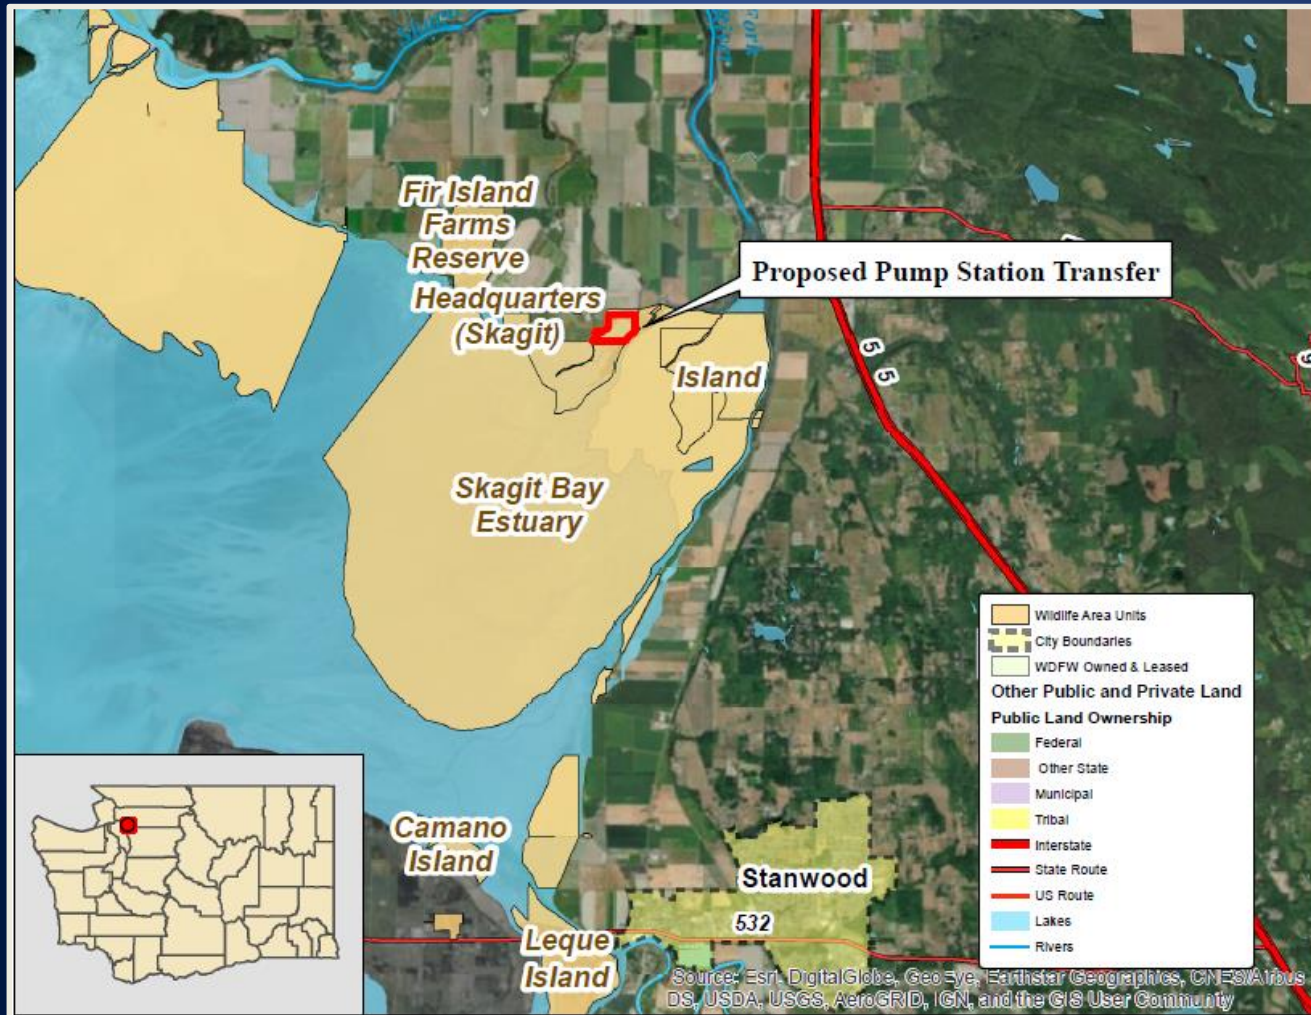 Fork
Fir Island
Farms
Reserve
Proposed Pump Station Transfer
Headquarters
(Skagit)
5
5
Island
9
Skagit Bay
Estuary
Wildlife Area Units
City Boundaries
WDFW Owned & Leased
Other Public and Private Land
Public Land Ownership
Federal
Other State
Municipal
Tribal
Interstate
State Route
US Route
Lakes
Rivers
Camano
Island
Stanwood
532
Leque
Island
Source: Esri, DigitalGlobe, GeoEye, Earthstar Geographics, CNES/Airbus
DS, USDA, USGS, AeroGRID, IGN, and the GIS User Community